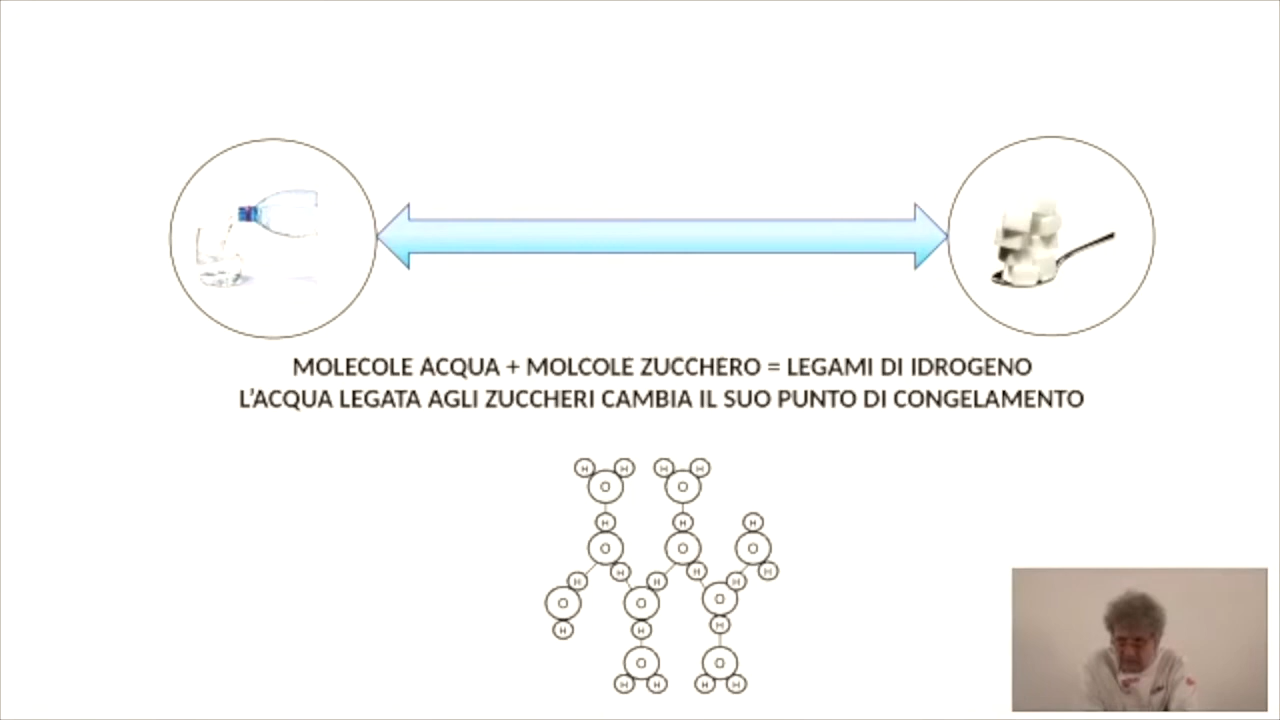 MOLECOLE ACQUA + MOLCOLE ZUCCHERO = LEGAMI DI IDROGENO
L'ACQUA LEGATA AGLI ZUCCHERI CAMBIA IL SUO PUNTO DI CONGELAMENTO
H H H H
O O
H H H
O O O
H H H H H H
O O O
H H H
O O
H H H H